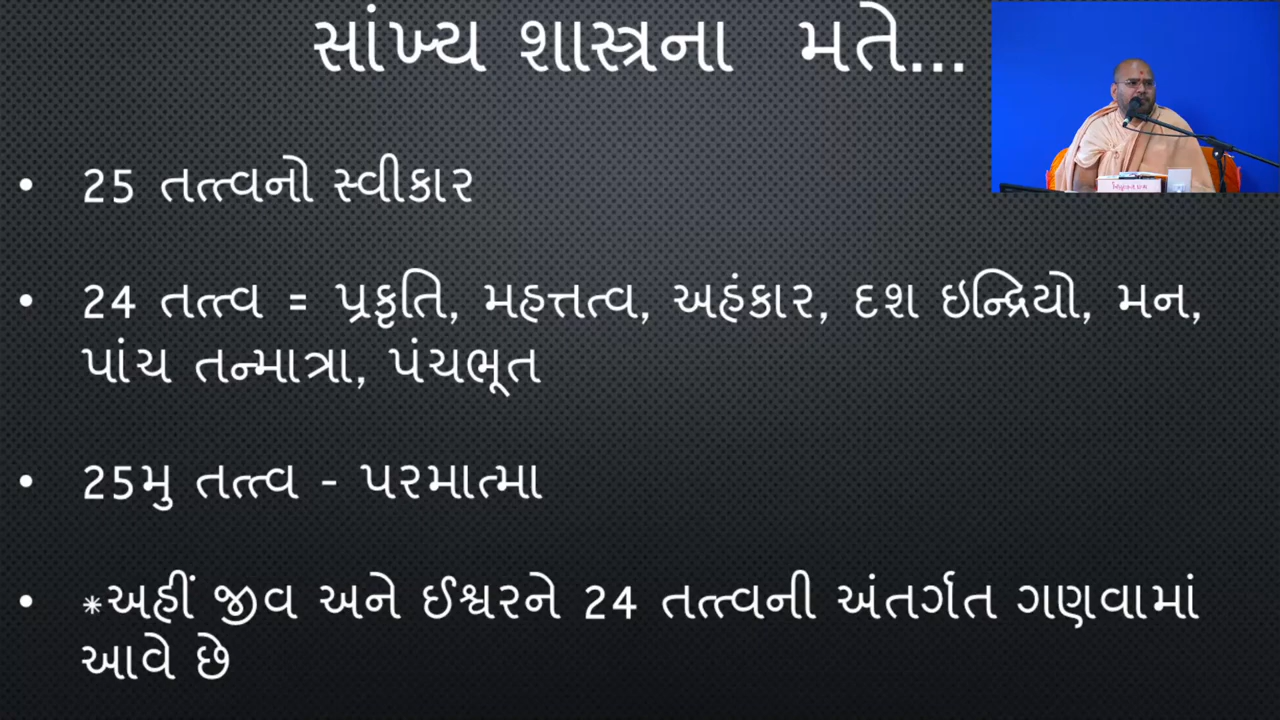 સાંખ્ય શાસ્ત્રના મતે...
• 25 તત્ત્વનો સ્વીકાર
• 24 તત્ત્વ = પ્રકૃતિ, મહત્તત્વ, અહંકાર, દશ ઇન્દ્રિયો, મન,
પાંચ તન્માત્રા, પંચભૂત
• 25મુ તત્ત્વ - પરમાત્મા
• *અહીં જીવ અને ઈશ્વરને 24 તત્ત્વની અંતર્ગત ગણવામાં
આવે છે